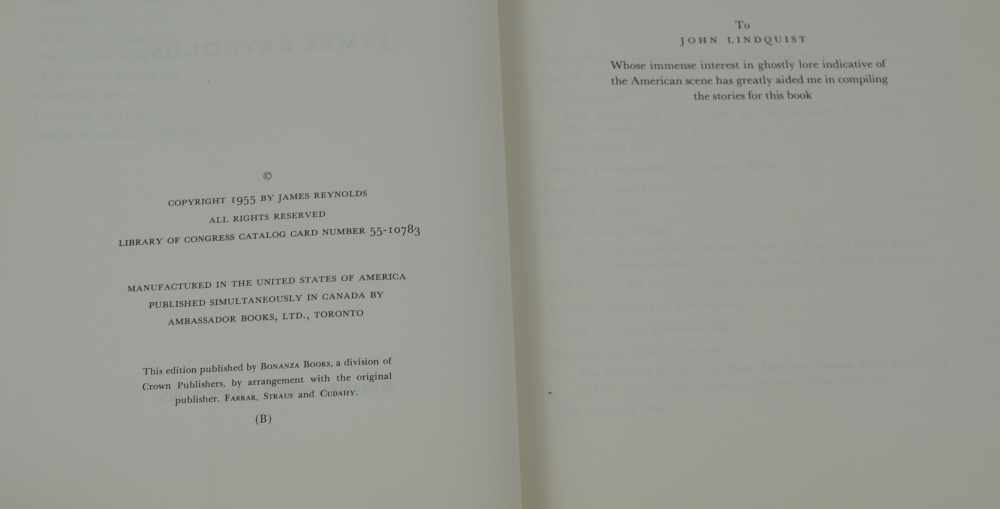 ©
COPYRIGHT 1955 BY JAMES REYNOLDS
ALL RIGHTS RESERVED
LIBRARY OF CONGRESS CATALOG CARD NUMBER 55-10783
MANUFACTURED IN THE UNITED STATES OF AMERICA
PUBLISHED SIMULTANEOUSLY IN CANADA BY
AMBASSADOR BOOKS, LTD., TORONTO
This edition published by BONANZA BOOKS, a division of
Crown Publishers, by arrangement with the original
publisher, FARRAR, STRAUS and CUDAHY.
(B)
To
JOHN LINDQUIST
Whose immense interest in ghostly lore indicative of
the American scene has greatly aided me in compiling
the stories for this book